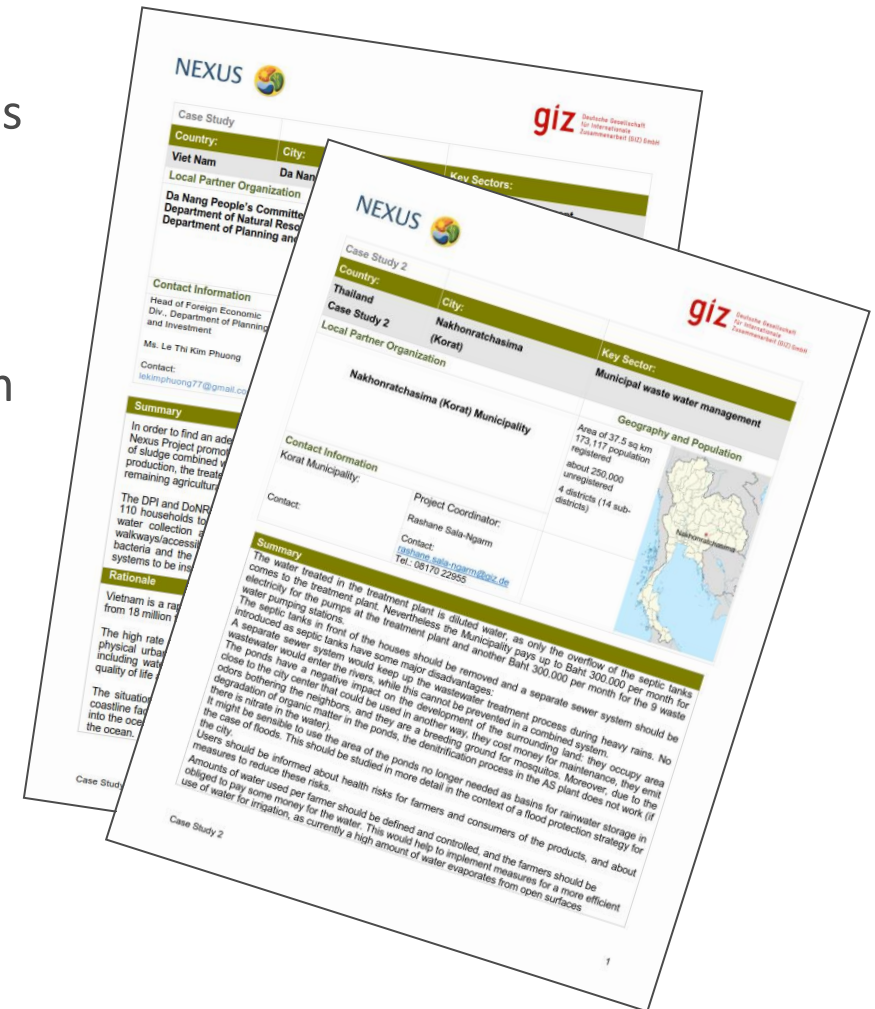 s
n
NEXUS
giz Deutsche Gesellschaft
für Internationale
Zusammenarbeit (GIZ) GmbH
Case Study
Country:
City:
Key Sectors:
Viet Nam
Da Nan
Local Partner Organization
Da Nang People's Committe
Department of Natural Reso
Department of Planning and
Contact Information
Head of Foreign Economic
Div., Department of Planning
and Investment
Ms. Le Thi Kim Phuong
Contact:
lekimphuong77@gmail.co
Summary
In order to find an ade
Nexus Project promot
of sludge combined w
production, the treate
remaining agricultura
The DPI and DoNR
110 households to
water collection a
walkways/accessib
bacteria and the
systems to be ins
Rationale
Vietnam is a rap
from 18 million
The high rate
physical urba
including wate
quality of life
The situation
coastline fac
into the oce
the ocean.
Case Study
NEXUS
giz Deutsche Gesellschaft
für Internationale
Zusammenarbeit (GIZ) GmbH
Case Study 2
Country:
City:
Key Sector:
Thailand
Case Study 2
Nakhonratchasima
(Korat)
Municipal waste water management
Local Partner Organization
Nakhonratchasima (Korat) Municipality
Geography and Population
Area of 37.5 sq km
173,117 population
registered
about 250,000
unregistered
4 districts (14 sub-
districts)
Nakhonratchasima
Contact Information
Korat Municipality:
Contact:
Project Coordinator:
Rashane Sala-Ngarm
Contact:
rashane.sala-ngarm@giz.de
Tel.: 08170 22955
Summary
The water treated in the treatment plant is diluted water, as only the overflow of the septic tanks
comes to the treatment plant. Nevertheless the Municipality pays up to Baht 300.000 per month for
electricity for the pumps at the treatment plant and another Baht 300.000 per month for the 9 waste
water pumping stations.
The septic tanks in front of the houses should be removed and a separate sewer system should be
introduced as septic tanks have some major disadvantages:
A separate sewer system would keep up the wastewater treatment process during heavy rains. No
wastewater would enter the rivers, while this cannot be prevented in a combined system.
The ponds have a negative impact on the development of the surrounding land: they occupy area
close to the city center that could be used in another way, they cost money for maintenance, they emit
odors bothering the neighbors, and they are a breeding ground for mosquitos. Moreover, due to the
degradation of organic matter in the ponds, the denitrification process in the AS plant does not work (if
there is nitrate in the water).
It might be sensible to use the area of the ponds no longer needed as basins for rainwater storage in
the case of floods. This should be studied in more detail in the context of a flood protection strategy for
the city.
Users should be informed about health risks for farmers and consumers of the products, and about
measures to reduce these risks.
Amounts of water used per farmer should be defined and controlled, and the farmers should be
obliged to pay some money for the water. This would help to implement measures for a more efficient
use of water for irrigation, as currently a high amount of water evaporates from open surfaces
Case Study 2
1